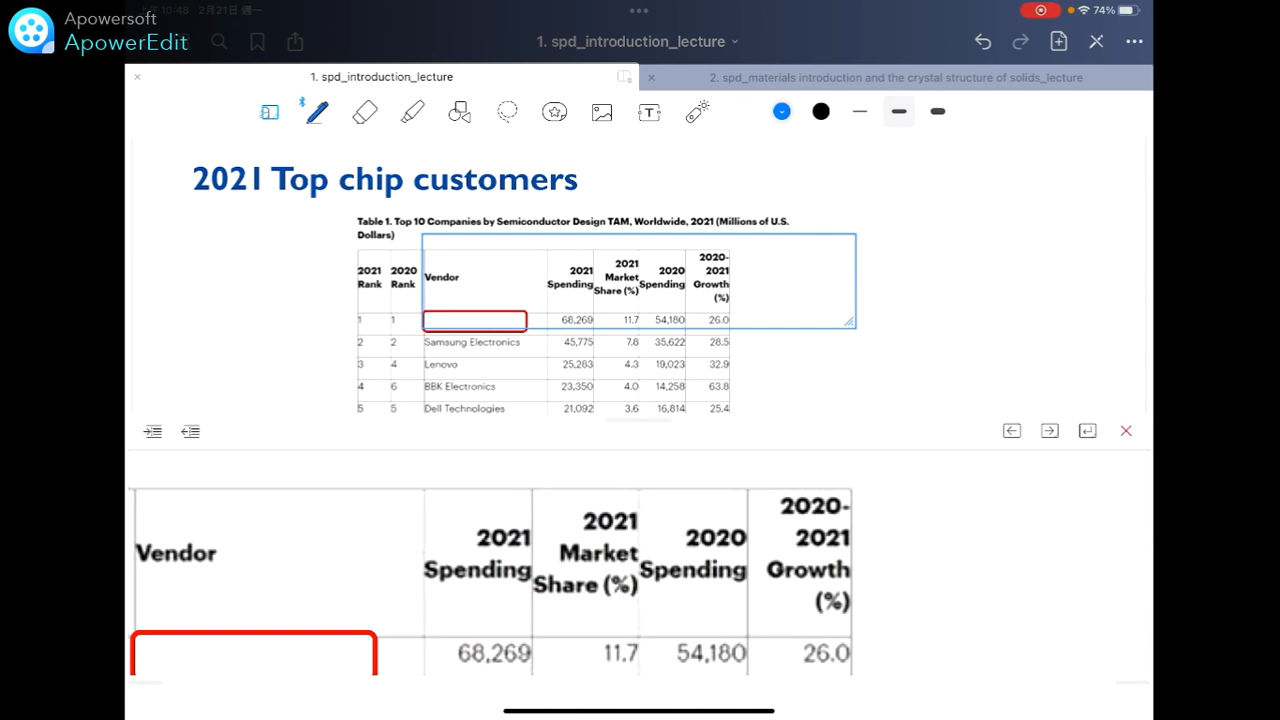 Apowersoft
ApowerEdit
上午10:48 2月21日 週一
74%
1. spd_introduction_lecture
1. spd_introduction_lecture
2. spd_materials introduction and the crystal structure of solids_lecture
T
2021 Top chip customers
Table 1. Top 10 Companies by Semiconductor Design TAM, Worldwide, 2021 (Millions of U.S.
Dollars)
2021 Rank 2020 Rank Vendor 2021 Spending 2021 Market Share (%) 2020 Spending 2020-2021 Growth (%)
1 1 68,269 11.7 54,180 26.0
2 2 Samsung Electronics 45,775 7.8 35,622 28.5
3 4 Lenovo 25,283 4.3 19,023 32.9
4 6 BBK Electronics 23,350 4.0 14,258 63.8
5 5 Dell Technologies 21,092 3.6 16,814 25.4
Vendor 2021 Spending 2021 Market Share (%) 2020 Spending 2020-2021 Growth (%)
68,269 11.7 54,180 26.0